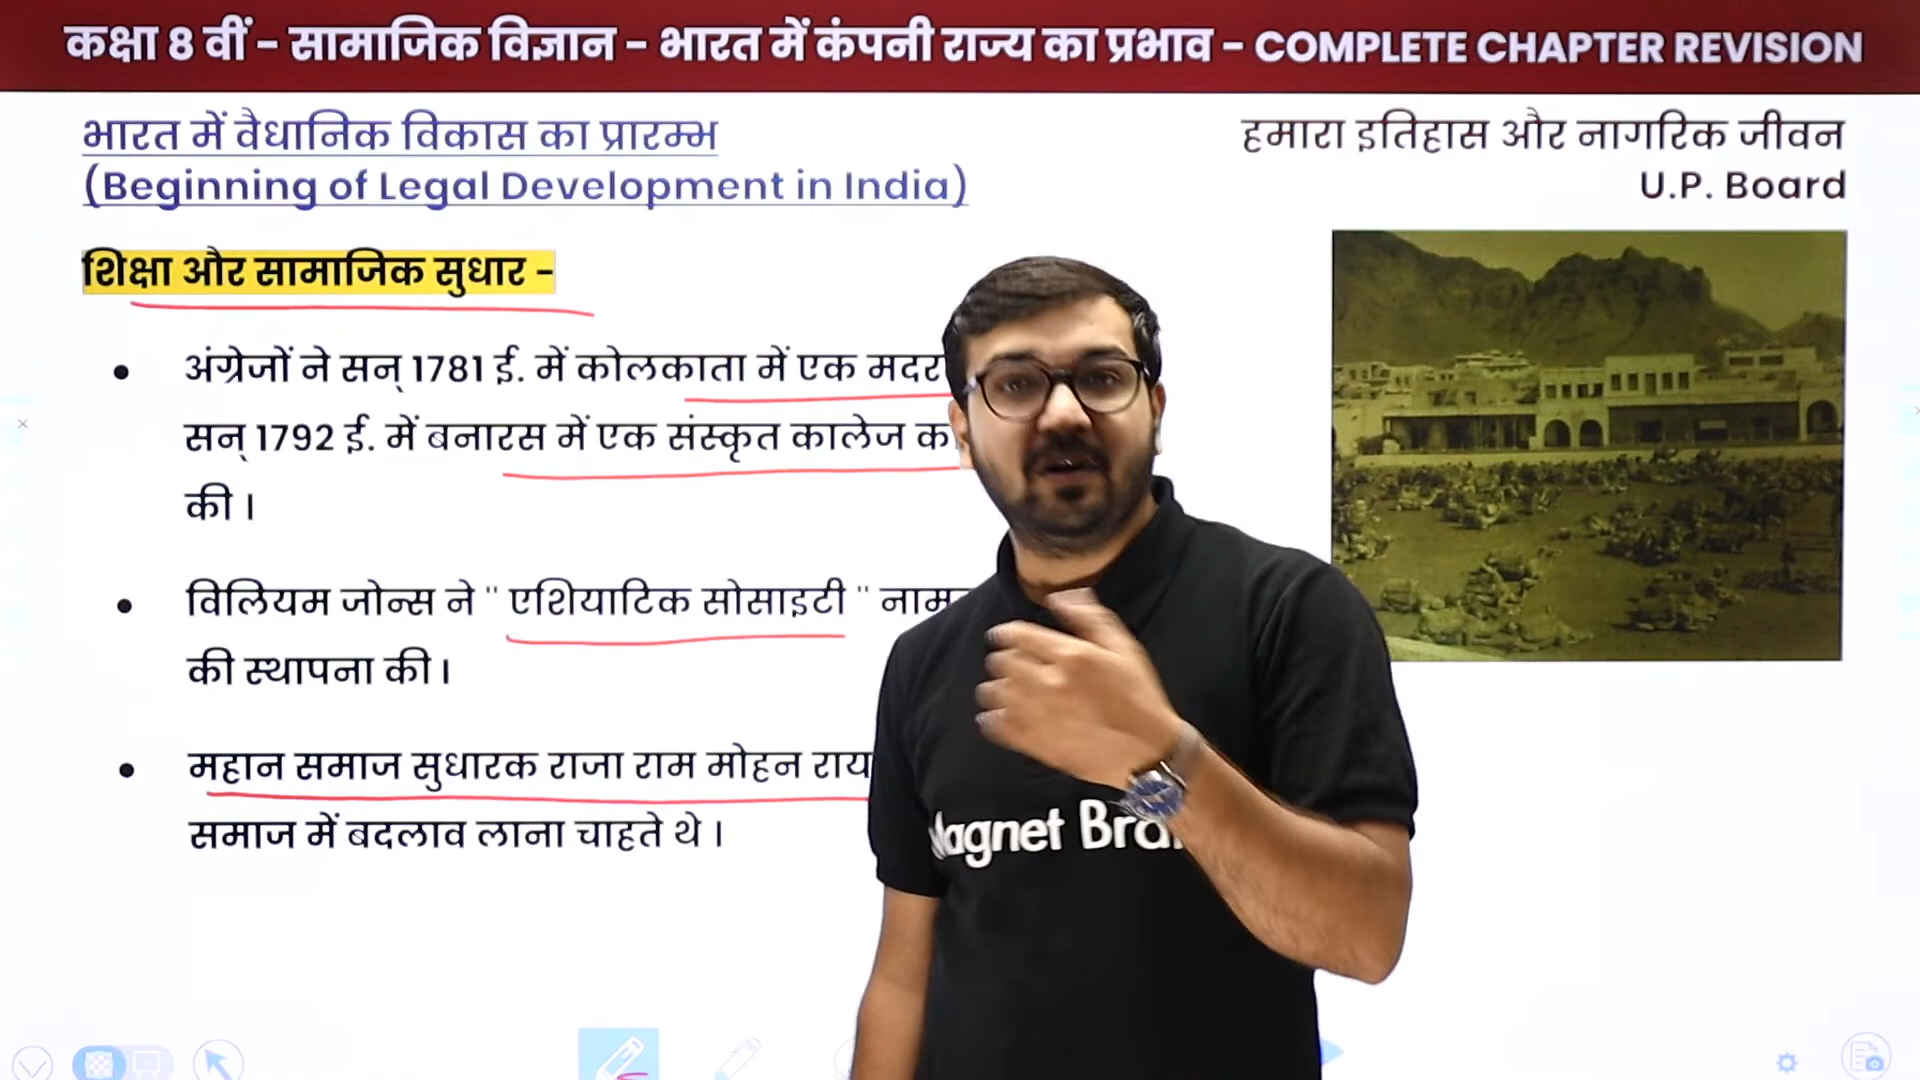 कक्षा 8 वीं - सामाजिक विज्ञान - भारत में कंपनी राज्य का प्रभाव - COMPLETE CHAPTER REVISION
भारत में वैधानिक विकास का प्रारम्भ
(Beginning of Legal Development in India)
हमारा इतिहास और नागरिक जीवन
U.P. Board
शिक्षा और सामाजिक सुधार -
• अंग्रेजों ने सन् 1781 ई. में कोलकाता में एक
सन् 1792 ई. में बनारस में एक संस्कृत कालेज
की ।
• विलियम जोन्स ने " एशियाटिक सोसाइटी "
की स्थापना की ।
• महान समाज सुधारक राजा राम मोहन राय
समाज में बदलाव लाना चाहते थे ।
agnet Bra